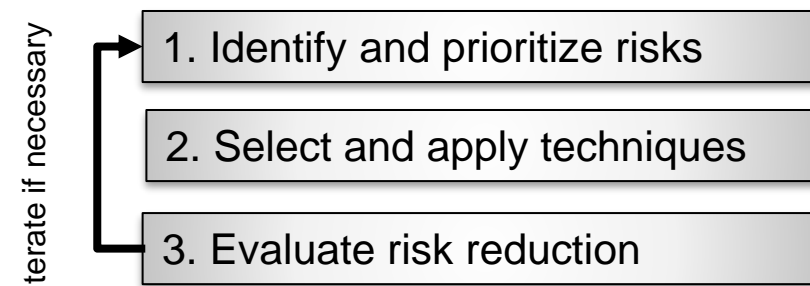 terate if necessary
1. Identify and prioritize risks
2. Select and apply techniques
3. Evaluate risk reduction